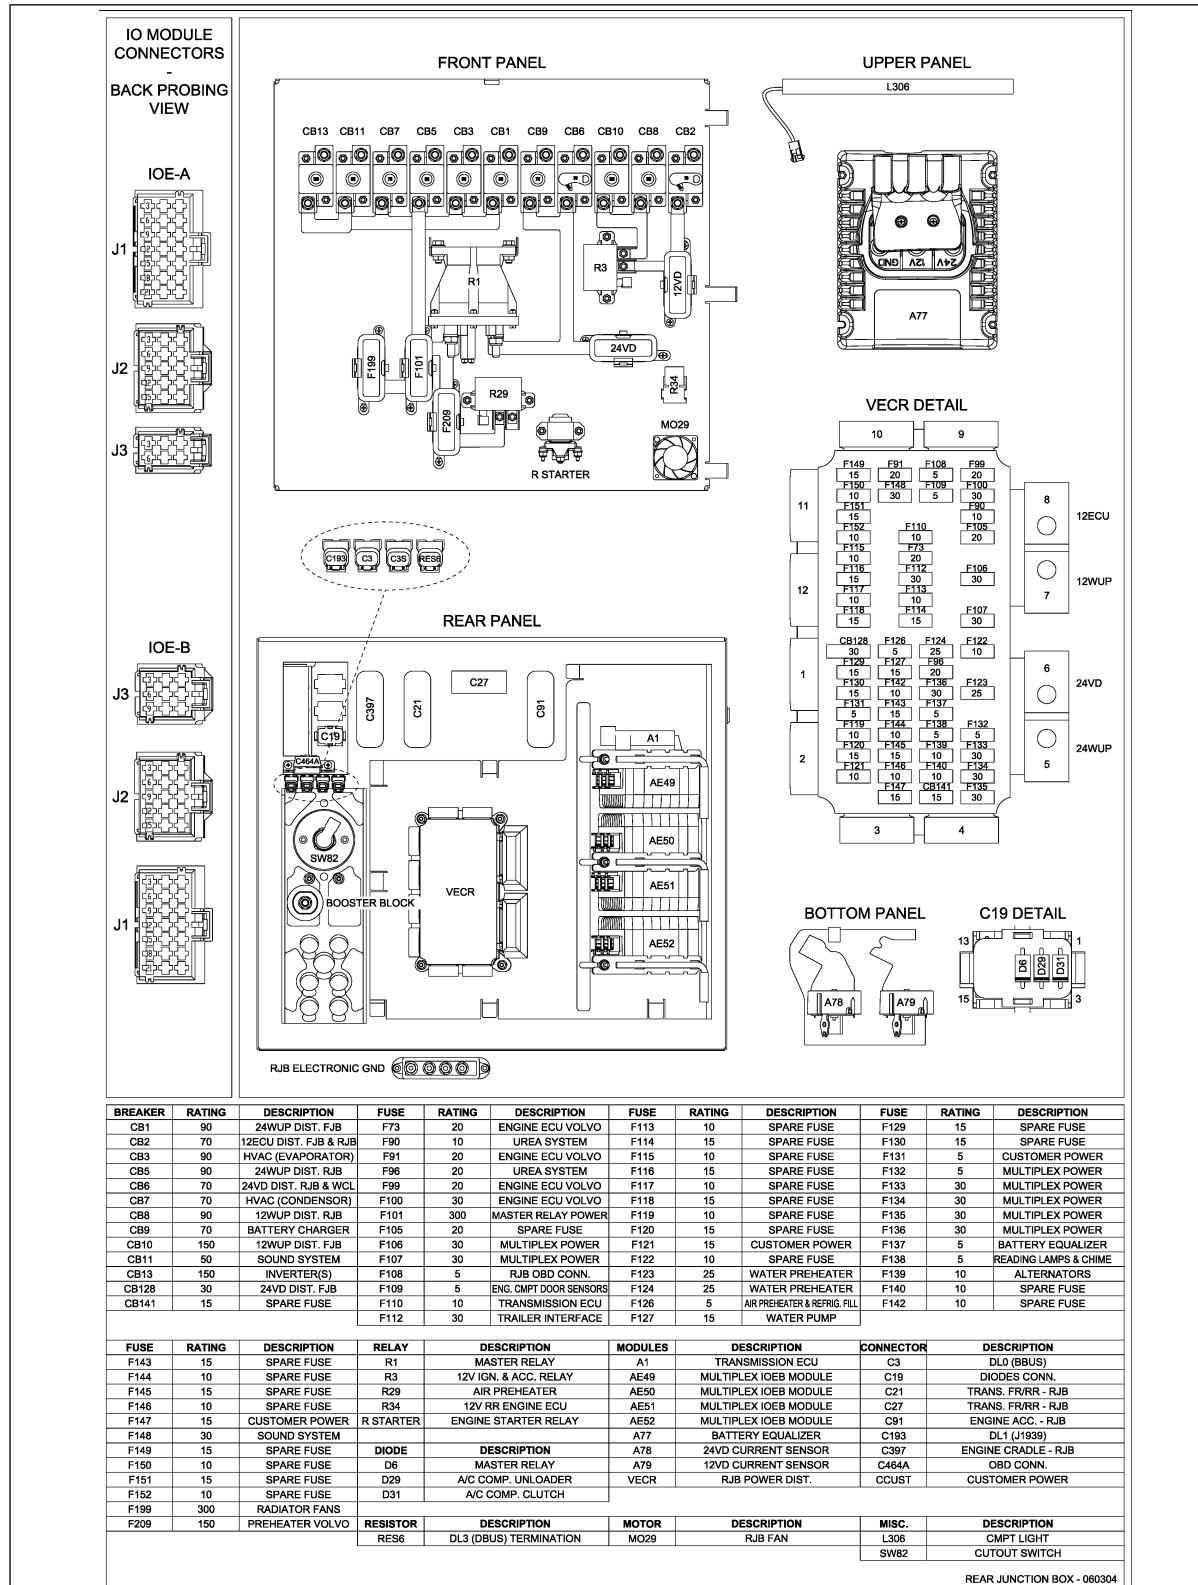 IO MODULE
CONNECTORS
-
BACK PROBING
VIEW
IOE-A
J1
J2
J3
IOE-B
J3
J2
J1
FRONT PANEL
CB13 CB11 CB7 CB5 CB3 CB1 CB9 CB6 CB10 CB8 CB2
R1
R3
12VD
24VD
F199
F101
F209
R29
R34
MO29
R STARTER
UPPER PANEL
L306
GND 12V 24V
A77
C193 C3 C3S RES6
REAR PANEL
C19
C464A
C397
C21
C27
C91
A1
AE49
AE50
AE51
AE52
SW82
BOOSTER BLOCK
VECR
RJB ELECTRONIC GND
VECR DETAIL
10 9
11
12
1
2
3 4
8
7
6
5
12ECU
12WUP
24VD
24WUP
F149 F91 F108 F99
15 20 5 20
F150 F148 F109 F100
10 30 5 30
F151 F90
15 10
F152 F110 F105
10 10 20
F115 F73
10 20
F116 F112 F106
15 30 30
F117 F113
10 10
F118 F114 F107
15 15 30
CB128 F126 F124 F122
30 5 25 10
F129 F127 F96
15 15 20
F130 F142 F136 F123
15 10 30 25
F131 F143 F137
5 15 5
F119 F144 F138 F132
10 10 5 5
F120 F145 F139 F133
15 15 10 30
F121 F146 F140 F134
10 10 10 30
F147 CB141 F135
15 15 30
BOTTOM PANEL
A78 A79
C19 DETAIL
13 1
D6 D29 D31
15 3
BREAKER RATING DESCRIPTION FUSE RATING DESCRIPTION FUSE RATING DESCRIPTION FUSE RATING DESCRIPTION
CB1 90 24WUP DIST. FJB F73 20 ENGINE ECU VOLVO F113 10 SPARE FUSE F129 15 SPARE FUSE
CB2 70 12ECU DIST. FJB & RJB F90 10 UREA SYSTEM F114 15 SPARE FUSE F130 15 SPARE FUSE
CB3 90 HVAC (EVAPORATOR) F91 20 ENGINE ECU VOLVO F115 10 SPARE FUSE F131 5 CUSTOMER POWER
CB5 90 24WUP DIST. RJB F96 20 UREA SYSTEM F116 15 SPARE FUSE F132 5 MULTIPLEX POWER
CB6 70 24VD DIST. RJB & WCL F99 20 ENGINE ECU VOLVO F117 10 SPARE FUSE F133 30 MULTIPLEX POWER
CB7 70 HVAC (CONDENSOR) F100 30 ENGINE ECU VOLVO F118 15 SPARE FUSE F134 30 MULTIPLEX POWER
CB8 90 12WUP DIST. RJB F101 300 MASTER RELAY POWER F119 10 SPARE FUSE F135 30 MULTIPLEX POWER
CB9 70 BATTERY CHARGER F105 20 SPARE FUSE F120 15 SPARE FUSE F136 30 MULTIPLEX POWER
CB10 150 12WUP DIST. FJB F106 30 MULTIPLEX POWER F121 15 CUSTOMER POWER F137 5 BATTERY EQUALIZER
CB11 50 SOUND SYSTEM F107 30 MULTIPLEX POWER F122 10 SPARE FUSE F138 5 READING LAMPS & CHIME
CB13 150 INVERTER(S) F108 5 RJB OBD CONN. F123 25 WATER PREHEATER F139 10 ALTERNATORS
CB128 30 24VD DIST. FJB F109 5 ENG. CMPT DOOR SENSORS F124 25 WATER PREHEATER F140 10 SPARE FUSE
CB141 15 SPARE FUSE F110 10 TRANSMISSION ECU F126 5 AIR PREHEATER & REFRIG. FILL F142 10 SPARE FUSE
F112 30 TRAILER INTERFACE F127 15 WATER PUMP
FUSE RATING DESCRIPTION RELAY DESCRIPTION MODULES DESCRIPTION CONNECTOR DESCRIPTION
F143 15 SPARE FUSE R1 MASTER RELAY A1 TRANSMISSION ECU C3 DL0 (BBUS)
F144 10 SPARE FUSE R3 12V IGN. & ACC. RELAY AE49 MULTIPLEX IOEB MODULE C19 DIODES CONN.
F145 15 SPARE FUSE R29 AIR PREHEATER AE50 MULTIPLEX IOEB MODULE C21 TRANS. FR/RR - RJB
F146 10 SPARE FUSE R34 12V RR ENGINE ECU AE51 MULTIPLEX IOEB MODULE C27 TRANS. FR/RR - RJB
F147 15 CUSTOMER POWER R STARTER ENGINE STARTER RELAY AE52 MULTIPLEX IOEB MODULE C91 ENGINE ACC. - RJB
F148 30 SOUND SYSTEM A77 BATTERY EQUALIZER C193 DL1 (J1939)
F149 15 SPARE FUSE DIODE DESCRIPTION A78 24VD CURRENT SENSOR C397 ENGINE CRADLE - RJB
F150 10 SPARE FUSE D6 MASTER RELAY A79 12VD CURRENT SENSOR C464A OBD CONN.
F151 15 SPARE FUSE D29 A/C COMP. UNLOADER VECR RJB POWER DIST. CCUST CUSTOMER POWER
F152 10 SPARE FUSE D31 A/C COMP. CLUTCH
F199 300 RADIATOR FANS
F209 150 PREHEATER VOLVO RESISTOR DESCRIPTION MOTOR DESCRIPTION MISC. DESCRIPTION
RES6 DL3 (DBUS) TERMINATION MO29 RJB FAN L306 CMPT LIGHT
SW82 CUTOUT SWITCH
REAR JUNCTION BOX - 060304